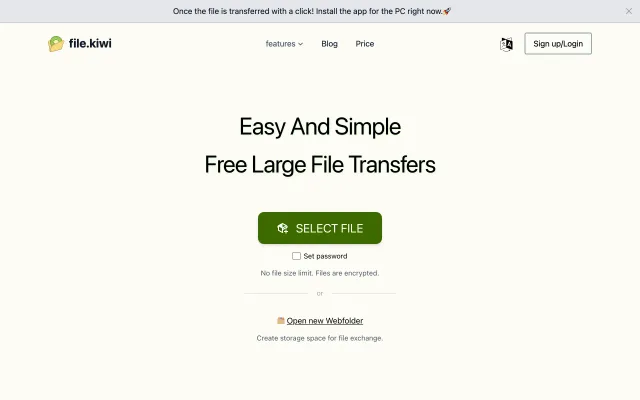 Once the file is transferred with a click! Install the app for the PC right now.🚀
file.kiwi
features
Blog
Price
Sign up/Login
Easy And Simple
Free Large File Transfers
SELECT FILE
Set password
No file size limit. Files are encrypted.
or
Open new Webfolder
Create storage space for file exchange.